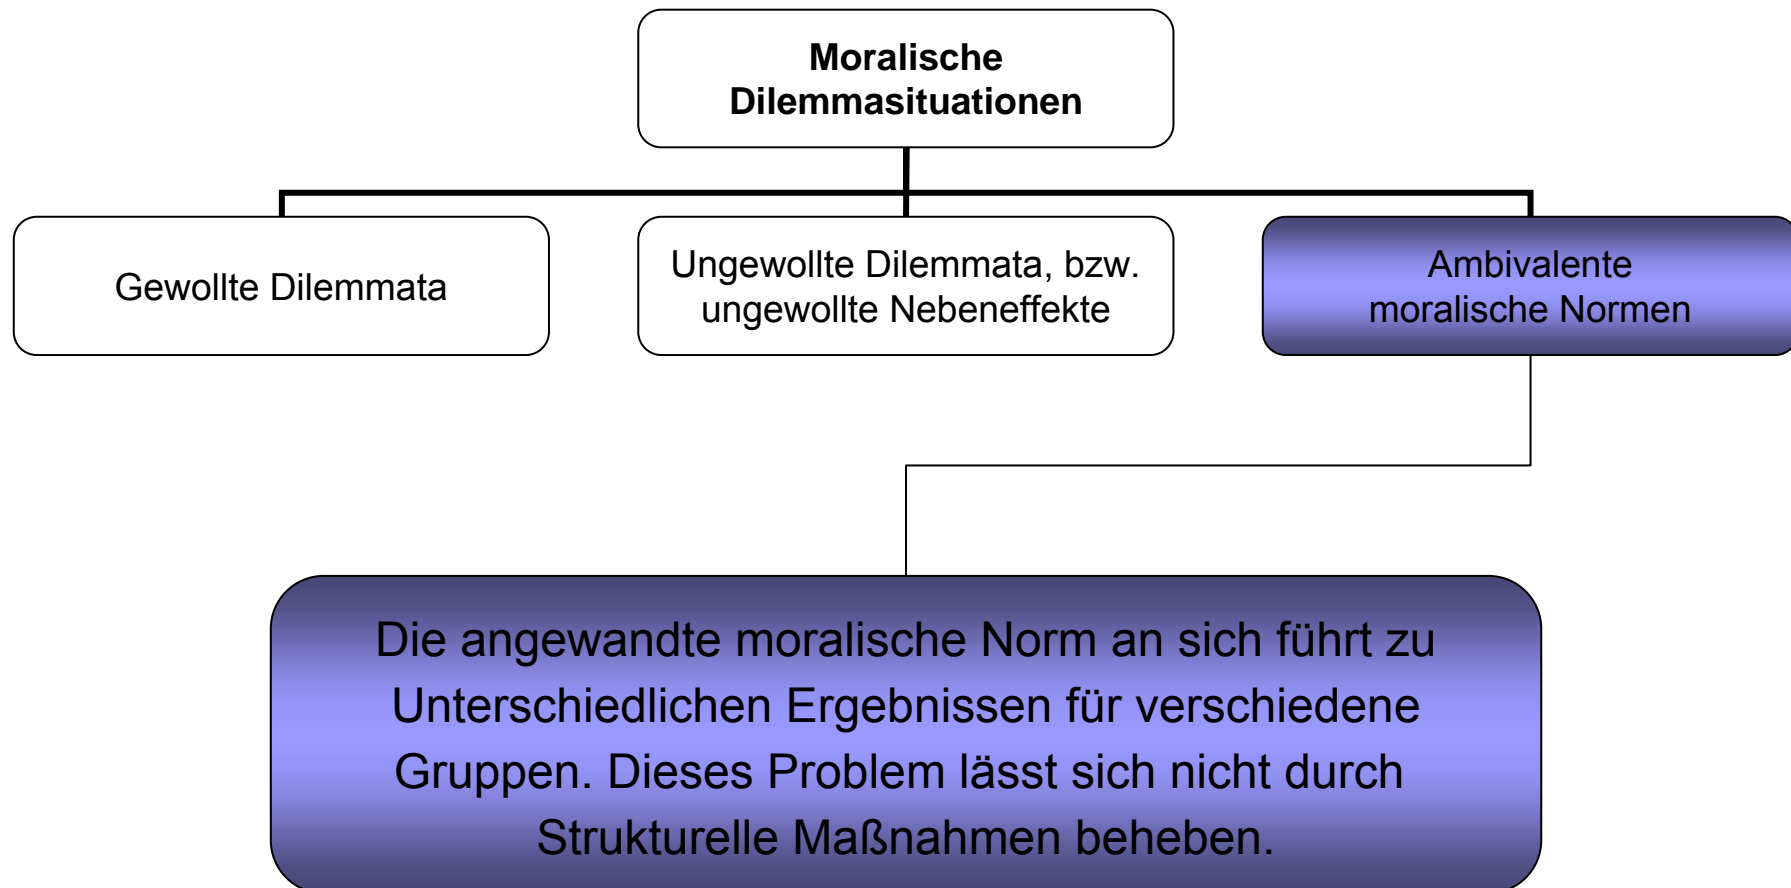 Moralische
Dilemmasituationen
Gewollte Dilemmata
Ungewollte Dilemmata, bzw.
ungewollte Nebeneffekte
Ambivalente
moralische Normen
Die angewandte moralische Norm an sich führt zu
Unterschiedlichen Ergebnissen für verschiedene
Gruppen. Dieses Problem lässt sich nicht durch
Strukturelle Maßnahmen beheben.